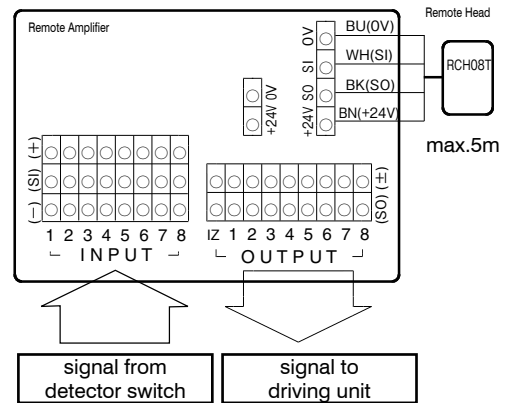 Remote Amplifier
Remote Head
BU(0V)
WH(SI)
BK(SO)
BN(+24V)
0V
SI
SO
+24V
RCH08T
max.5m
0V
+24V
(+)
(SI)
(−)
1 2 3 4 5 6 7 8
INPUT
(+)
(SO)
IZ 1 2 3 4 5 6 7 8
OUTPUT
signal from
detector switch
signal to
driving unit